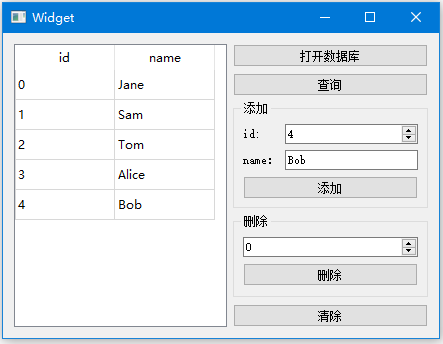 Widget
id name
0 Jane
1 Sam
2 Tom
3 Alice
4 Bob
打开数据库
查询
添加
id: 4
name: Bob
添加
删除
0
删除
清除